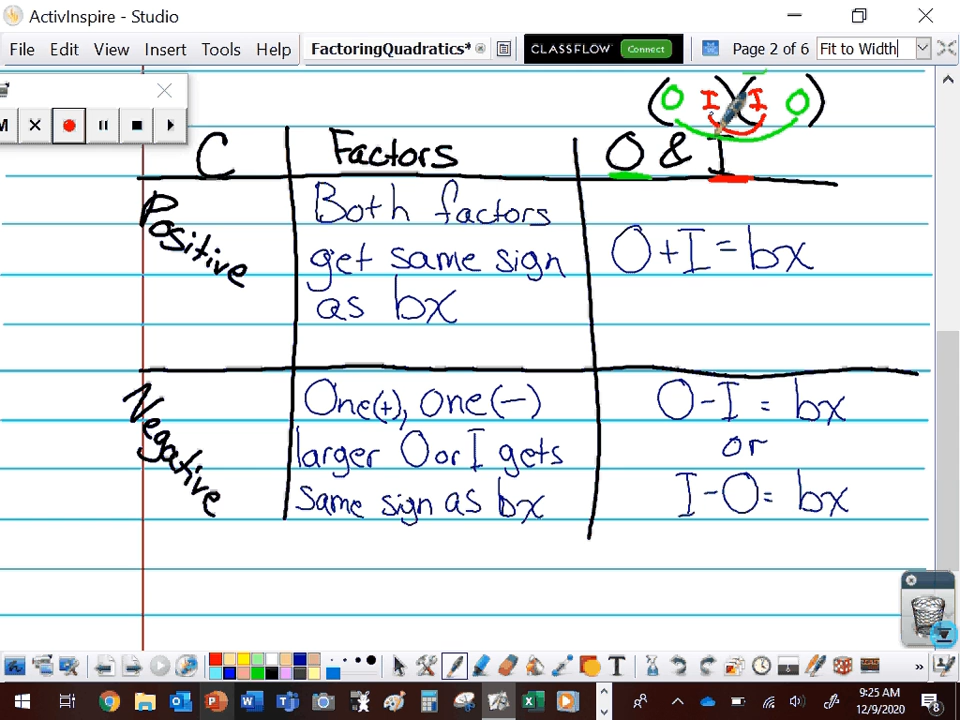 ActivInspire - Studio
File Edit View Insert Tools Help FactoringQuadratics* CLASSFLOW Connect Page 2 of 6 Fit to Width
M
(O I)(I O)
C Factors O & I
Positive
Both factors
get same sign
as bx
O+I=bx
Negative
One(+), One(-)
larger O or I gets
same sign as bx
O-I = bx
or
I-O= bx
T »
9:25 AM
12/9/2020
8